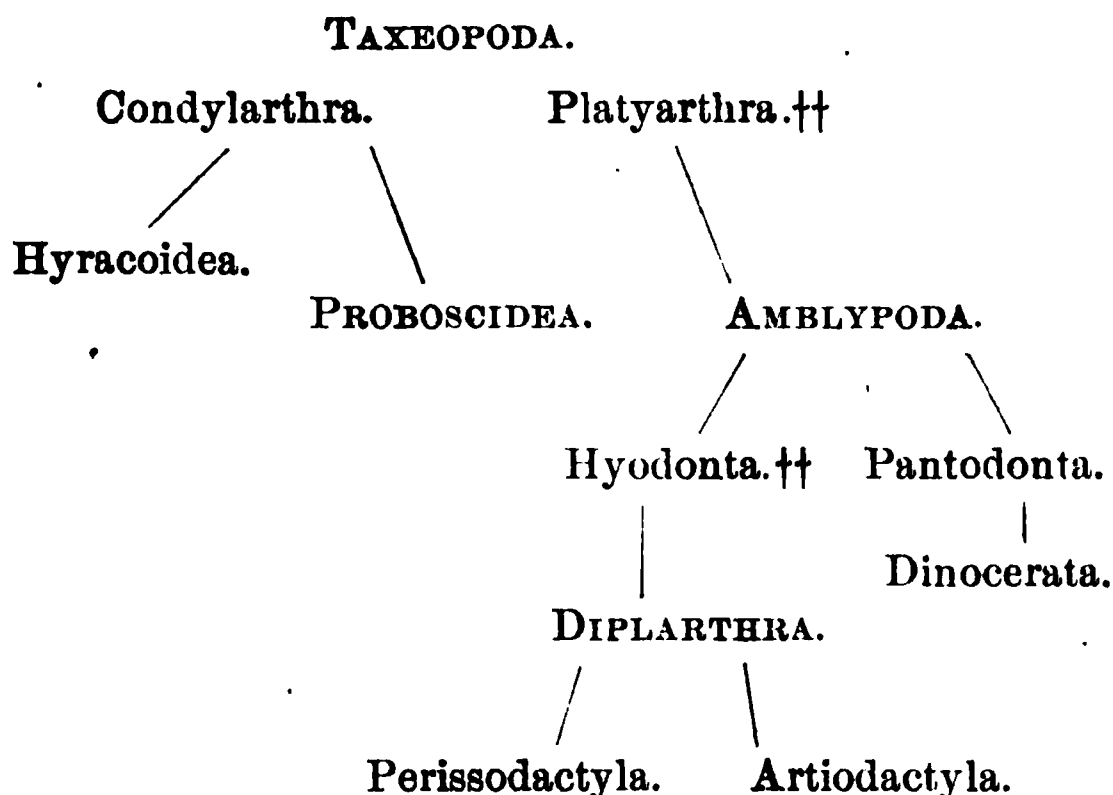 TAXEOPODA.
Condylarthra. Platyarthra.††
Hyracoidea.
PROBOSCIDEA. AMBLYPODA.
Hyodonta.†† Pantodonta.
Dinocerata.
DIPLARTHRA.
Perissodactyla. Artiodactyla.